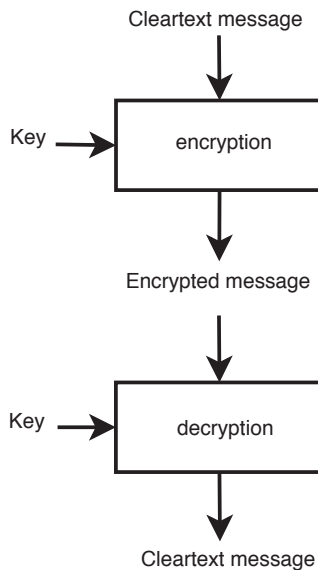 Cleartext message
Key
encryption
Encrypted message
Key
decryption
Cleartext message